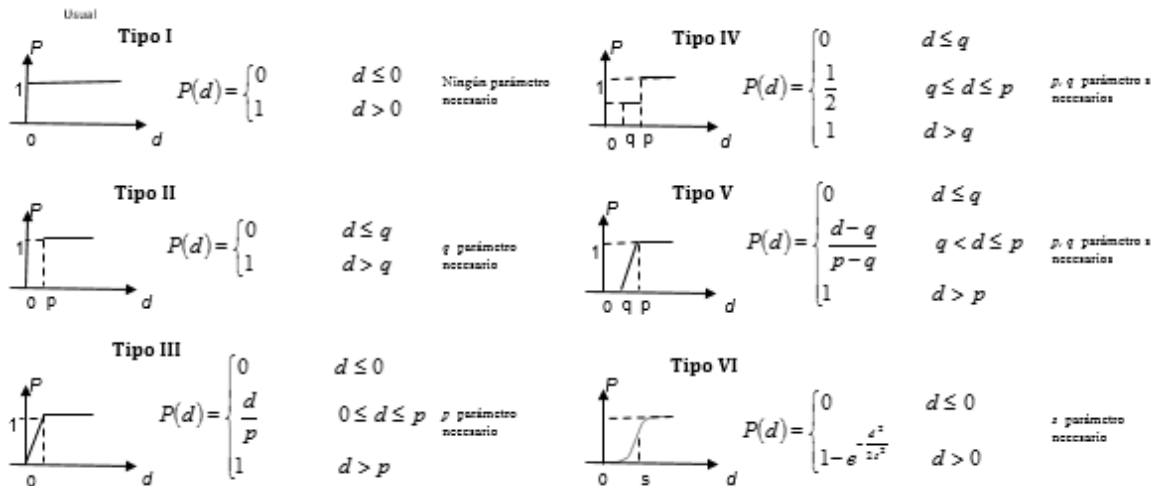 Usual
Tipo I
P
1
0
d
P(d) = {0 d ≤ 0
1 d > 0
Ningún parámetro
necesario
Tipo II
P
1
0 p
d
P(d) = {0 d ≤ q
1 d > q
q parámetro
necesario
Tipo III
P
1
0
d
P(d) = {0 d ≤ 0
d/p 0 ≤ d ≤ p
1 d > p
p parámetro
necesario
Tipo IV
P
1
0 q p
d
P(d) = {0 d ≤ q
1/2 q ≤ d ≤ p
1 d > q
p, q parámetro s
necesarios
Tipo V
P
1
0 q p
d
P(d) = {0 d ≤ q
d - q/p - q q < d ≤ p
1 d > p
p, q parámetro s
necesarios
Tipo VI
P
0 s
d
P(d) = {0 d ≤ 0
1 - e^(-d²/2s²) d > 0
s parámetro
necesario